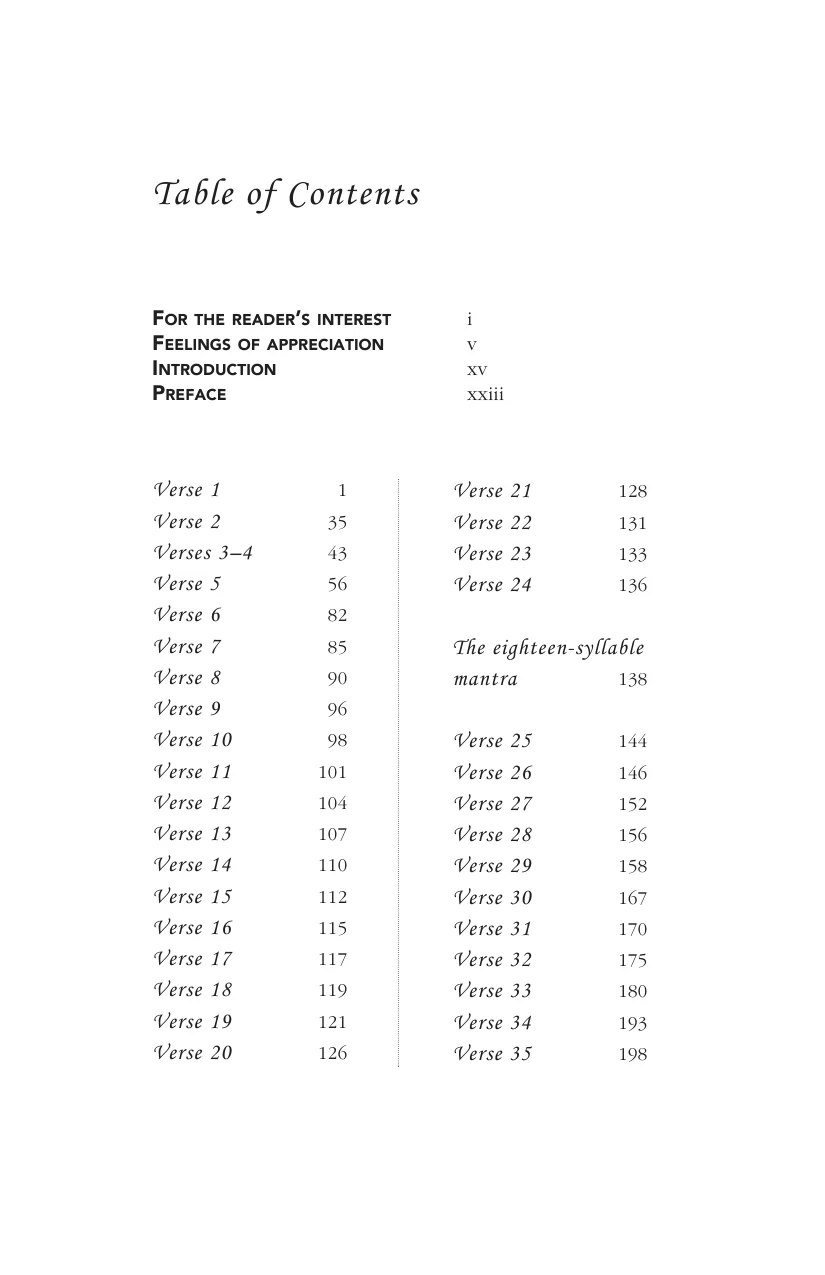 Table of Contents
For the reader's interest i
Feelings of appreciation v
Introduction xv
Preface xxiii
Verse 1 1
Verse 2 35
Verses 3–4 43
Verse 5 56
Verse 6 82
Verse 7 85
Verse 8 90
Verse 9 96
Verse 10 98
Verse 11 101
Verse 12 104
Verse 13 107
Verse 14 110
Verse 15 112
Verse 16 115
Verse 17 117
Verse 18 119
Verse 19 121
Verse 20 126
Verse 21 128
Verse 22 131
Verse 23 133
Verse 24 136
The eighteen-syllable
mantra 138
Verse 25 144
Verse 26 146
Verse 27 152
Verse 28 156
Verse 29 158
Verse 30 167
Verse 31 170
Verse 32 175
Verse 33 180
Verse 34 193
Verse 35 198